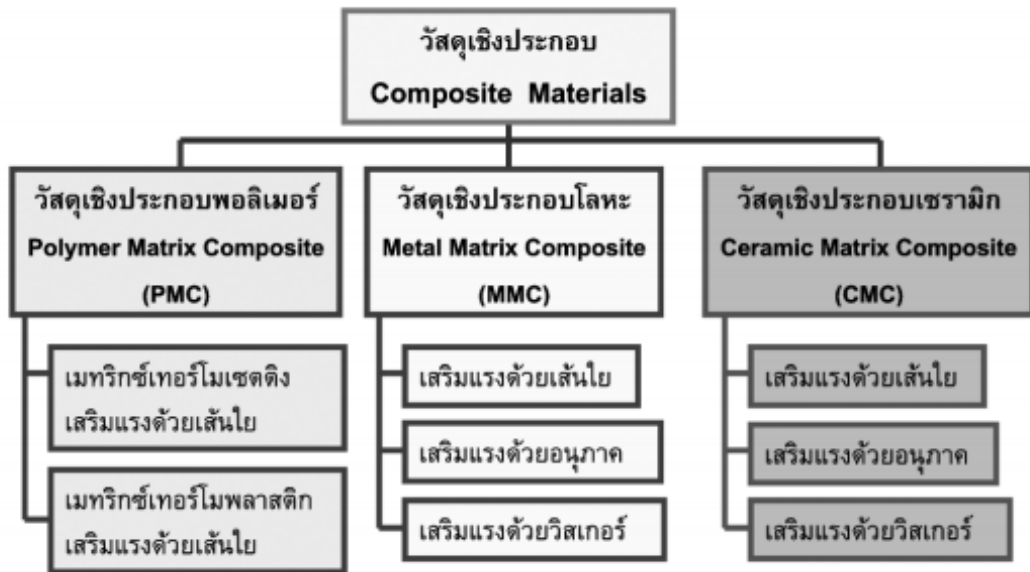 วัสดุเชิงประกอบ
Composite Materials
วัสดุเชิงประกอบพอลิเมอร์
Polymer Matrix Composite
(PMC)
เมทริกซ์เทอร์โมเซตติง
เสริมแรงด้วยเส้นใย
เมทริกซ์เทอร์โมพลาสติก
เสริมแรงด้วยเส้นใย
วัสดุเชิงประกอบโลหะ
Metal Matrix Composite
(MMC)
เสริมแรงด้วยเส้นใย
เสริมแรงด้วยอนุภาค
เสริมแรงด้วยวิสเกอร์
วัสดุเชิงประกอบเซรามิก
Ceramic Matrix Composite
(CMC)
เสริมแรงด้วยเส้นใย
เสริมแรงด้วยอนุภาค
เสริมแรงด้วยวิสเกอร์